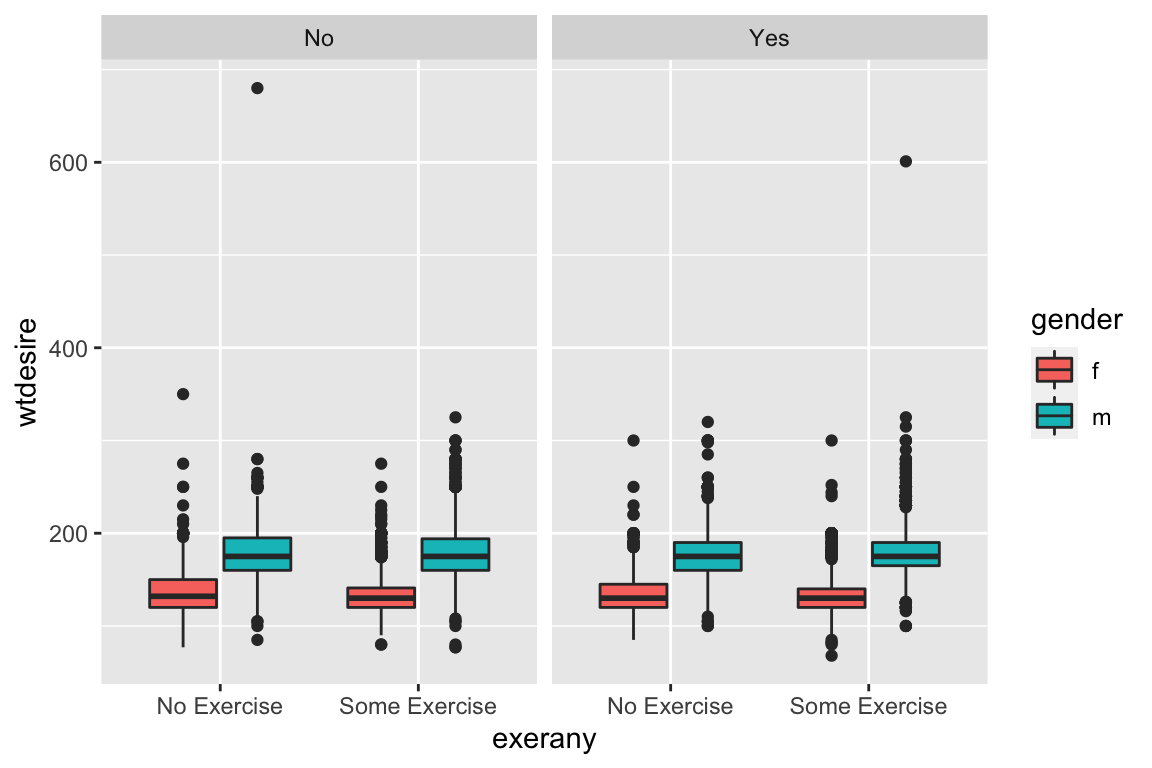 No
Yes
600
400
200
wtdesire
No Exercise
Some Exercise
No Exercise
Some Exercise
exerany
gender
f
m